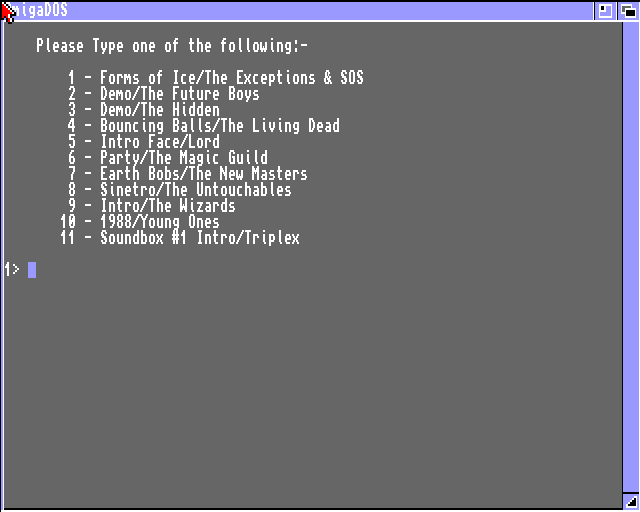 AmigaDOS
Please Type one of the following:-
1 - Forms of Ice/The Exceptions & SOS
2 - Demo/The Future Boys
3 - Demo/The Hidden
4 - Bouncing Balls/The Living Dead
5 - Intro Face/Lord
6 - Party/The Magic Guild
7 - Earth Bobs/The New Masters
8 - Sinetro/The Untouchables
9 - Intro/The Wizards
10 - 1988/Young Ones
11 - Soundbox #1 Intro/Triplex
1>